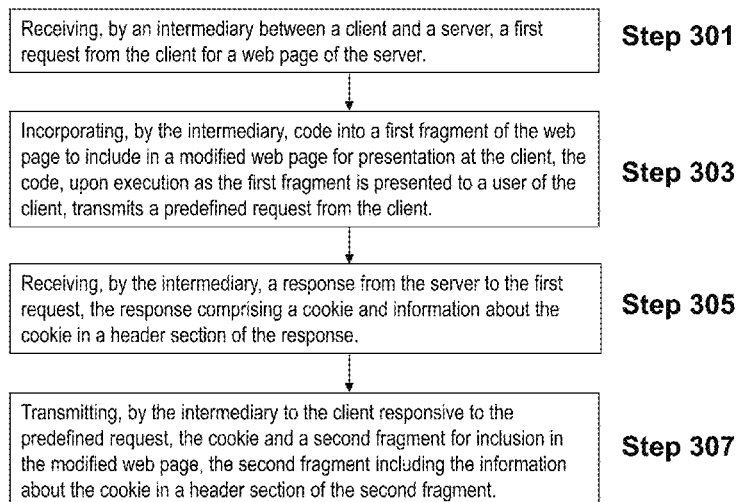 Receiving, by an intermediary between a client and a server, a first
request from the client for a web page of the server.
Step 301
Incorporating, by the intermediary, code into a first fragment of the web
page to include in a modified web page for presentation at the client, the
code, upon execution as the first fragment is presented to a user of the
client, transmits a predefined request from the client.
Step 303
Receiving, by the intermediary, a response from the server to the first
request, the response comprising a cookie and information about the
cookie in a header section of the response.
Step 305
Transmitting, by the intermediary to the client responsive to the
predefined request, the cookie and a second fragment for inclusion in
the modified web page, the second fragment including the information
about the cookie in a header section of the second fragment.
Step 307